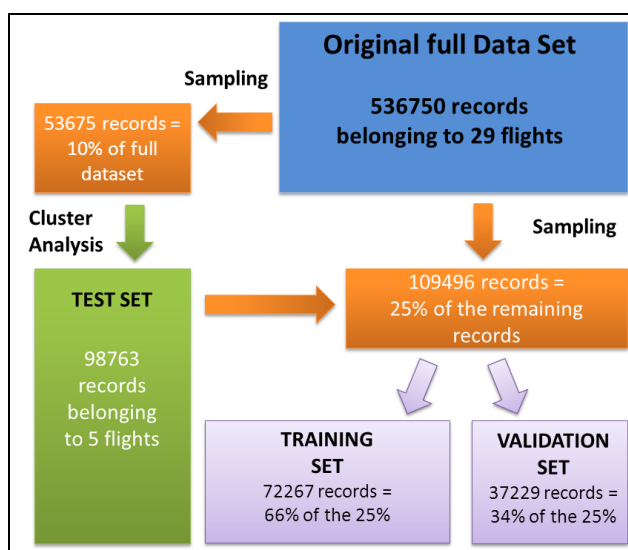 Original full Data Set
536750 records
belonging to 29 flights
Sampling
53675 records =
10% of full
dataset
Cluster
Analysis
Sampling
TEST SET
98763
records
belonging
to 5 flights
109496 records =
25% of the remaining
records
TRAINING
SET
72267 records =
66% of the 25%
VALIDATION
SET
37229 records =
34% of the 25%